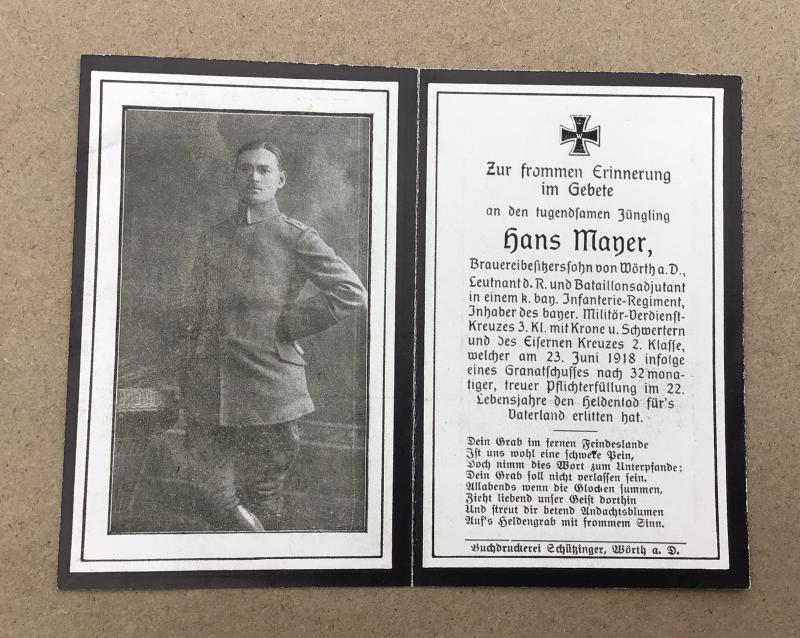 W
Zur frommen Erinnerung
im Gebete
an den tugendsamen Jüngling
Hans Mayer,
Brauereibesitzerssohn von Wörth a. D.,
Leutnant d. R. und Bataillonsadjutant
in einem k. bay. Infanterie-Regiment,
Inhaber des bayer. Militär-Verdienst-
Kreuzes 3. Kl. mit Krone u. Schwertern
und des Eisernen Kreuzes 2. Klasse,
welcher am 23. Juni 1918 infolge
eines Granatschusses nach 32 mona-
tiger, treuer Pflichterfüllung im 22.
Lebensjahre den Heldentod für's
Vaterland erlitten hat.
Dein Grab im fernen Feindeslande
Ist uns wohl eine schwere Pein,
Doch nimm dies Wort zum Unterpfande:
Dein Grab soll nicht verlassen sein.
Allabends wenn die Glocken summen,
Zieht liebend unser Geist dorthin
Und streut dir betend Andachtsblumen
Auf's Heldengrab mit frommem Sinn.
Buchdruckerei Schützinger, Wörth a. D.